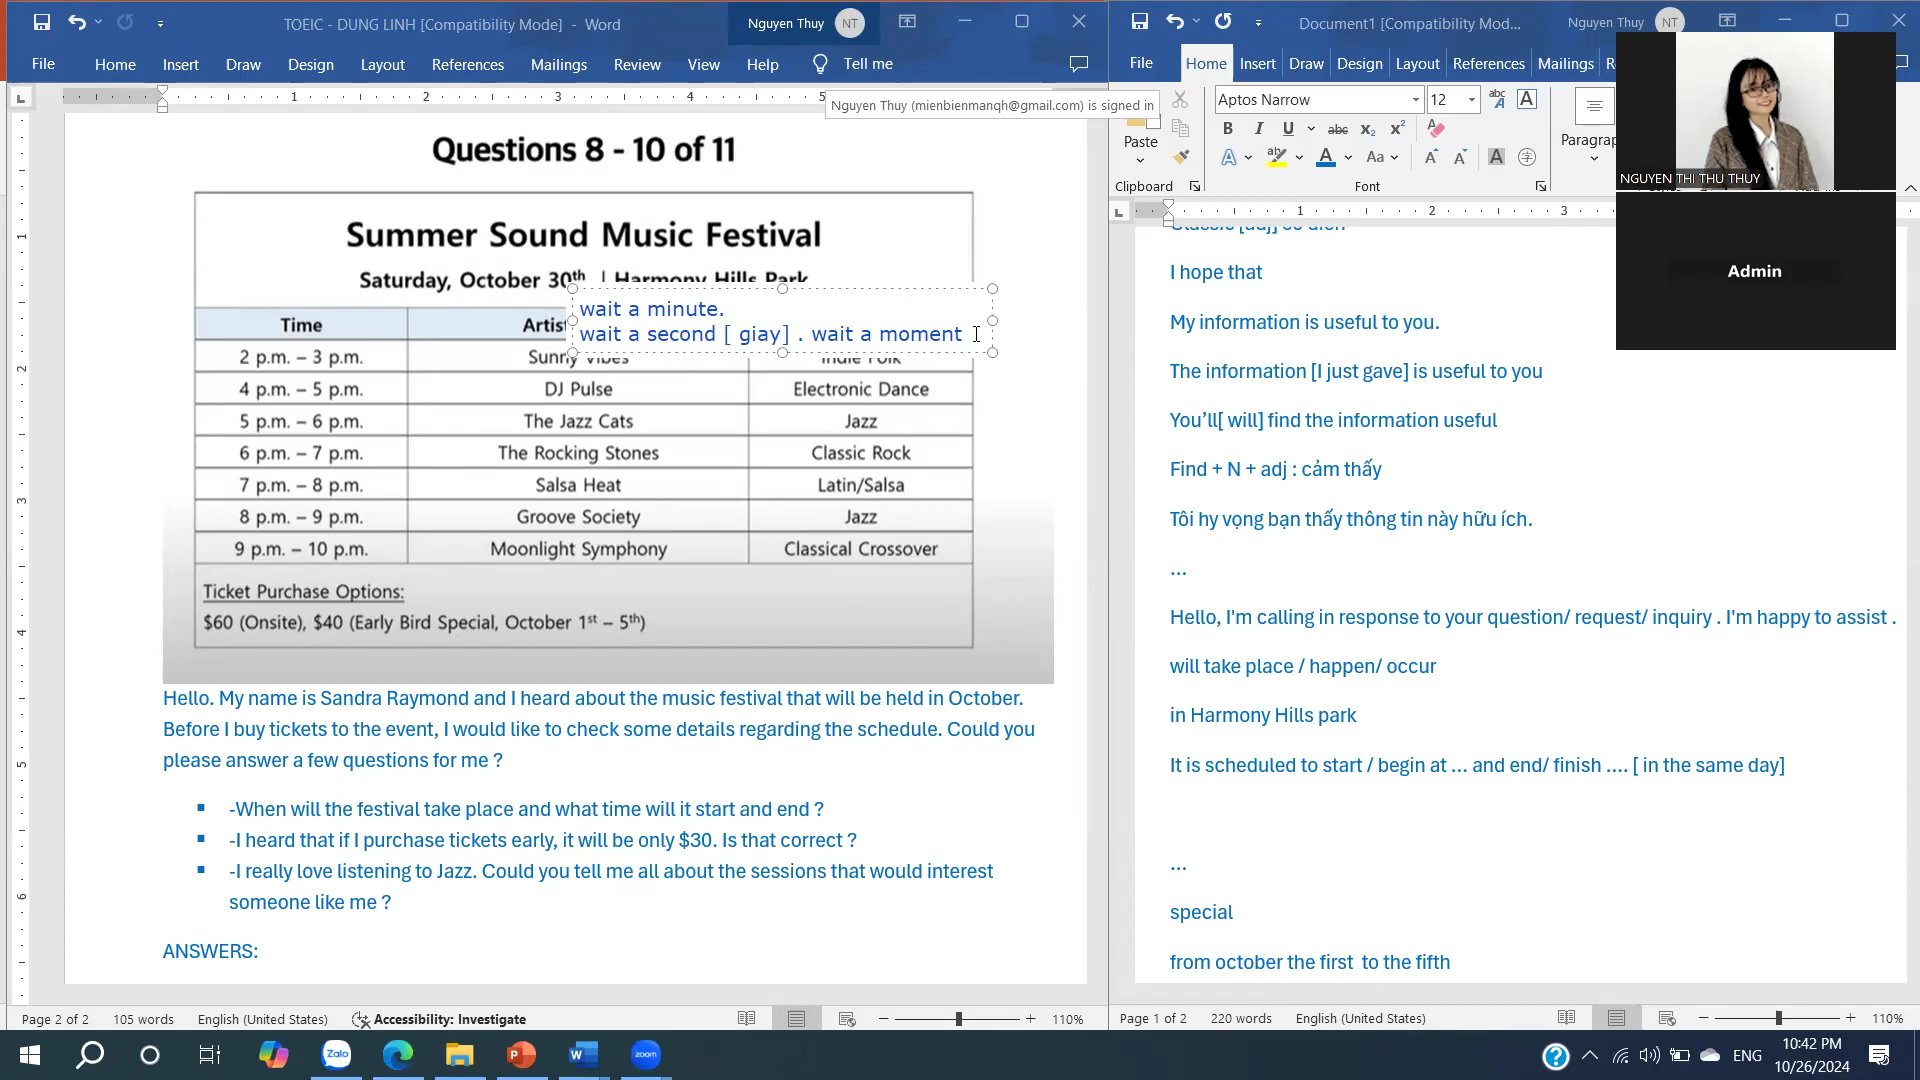 TOEIC - DUNG LINH [Compatibility Mode] - Word
Nguyen Thuy
NT
File
Home
Insert
Draw
Design
Layout
References
Mailings
Review
View
Help
Tell me
Nguyen Thuy (mienbienmanqh@gmail.com) is signed in
Questions 8 - 10 of 11
Summer Sound Music Festival
Saturday, October 30th | Harmony Hills Park
wait a minute.
wait a second [ giay] . wait a moment
Time
Artist
2 p.m. – 3 p.m. Sunny Vibes Indie Folk
4 p.m. – 5 p.m. DJ Pulse Electronic Dance
5 p.m. – 6 p.m. The Jazz Cats Jazz
6 p.m. – 7 p.m. The Rocking Stones Classic Rock
7 p.m. – 8 p.m. Salsa Heat Latin/Salsa
8 p.m. – 9 p.m. Groove Society Jazz
9 p.m. – 10 p.m. Moonlight Symphony Classical Crossover
Ticket Purchase Options:
$60 (Onsite), $40 (Early Bird Special, October 1st – 5th)
Hello. My name is Sandra Raymond and I heard about the music festival that will be held in October.
Before I buy tickets to the event, I would like to check some details regarding the schedule. Could you
please answer a few questions for me ?
-When will the festival take place and what time will it start and end ?
-I heard that if I purchase tickets early, it will be only $30. Is that correct ?
-I really love listening to Jazz. Could you tell me all about the sessions that would interest
someone like me ?
ANSWERS:
Page 2 of 2
105 words
English (United States)
Accessibility: Investigate
110%
Document1 [Compatibility Mod...
Nguyen Thuy
NT
File
Home
Insert
Draw
Design
Layout
References
Mailings
R
Paste
Clipboard
Aptos Narrow
12
Font
Paragrap
NGUYEN THI THU THUY
Admin
Classic [adj] cổ điển
I hope that
My information is useful to you.
The information [I just gave] is useful to you
You’ll[ will] find the information useful
Find + N + adj : cảm thấy
Tôi hy vọng bạn thấy thông tin này hữu ích.
...
Hello, I'm calling in response to your question/ request/ inquiry . I'm happy to assist .
will take place / happen/ occur
in Harmony Hills park
It is scheduled to start / begin at ... and end/ finish .... [ in the same day]
...
special
from october the first to the fifth
Page 1 of 2
220 words
English (United States)
110%
Zalo
zoom
ENG
10:42 PM
10/26/2024